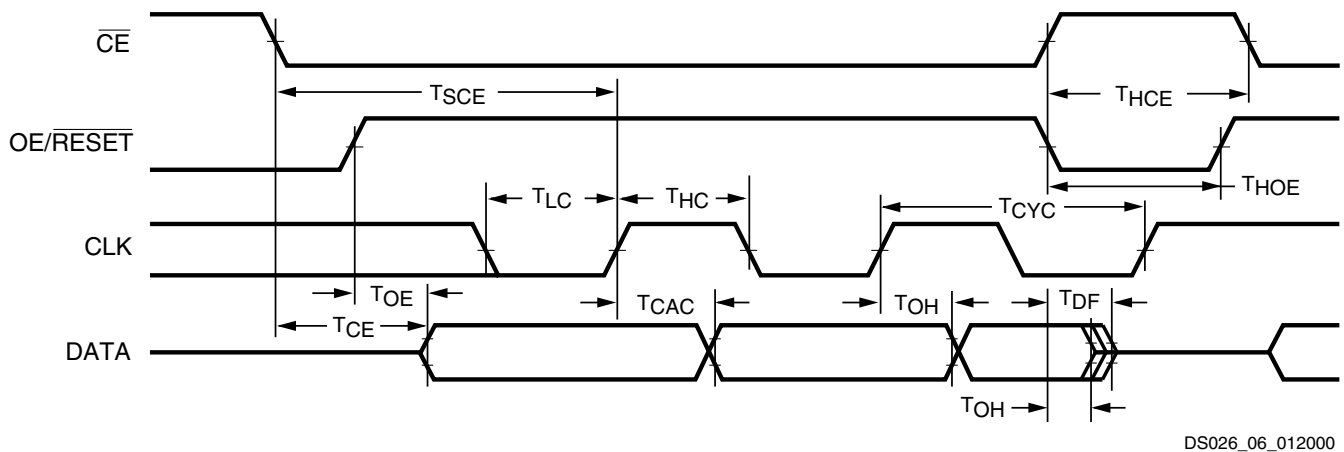 CE
TSCE
THCE
OE/RESET
TLC
THC
TCYC
THOE
CLK
TOE
TCAC
TOH
TDF
TCE
DATA
TOH
DS026_06_012000